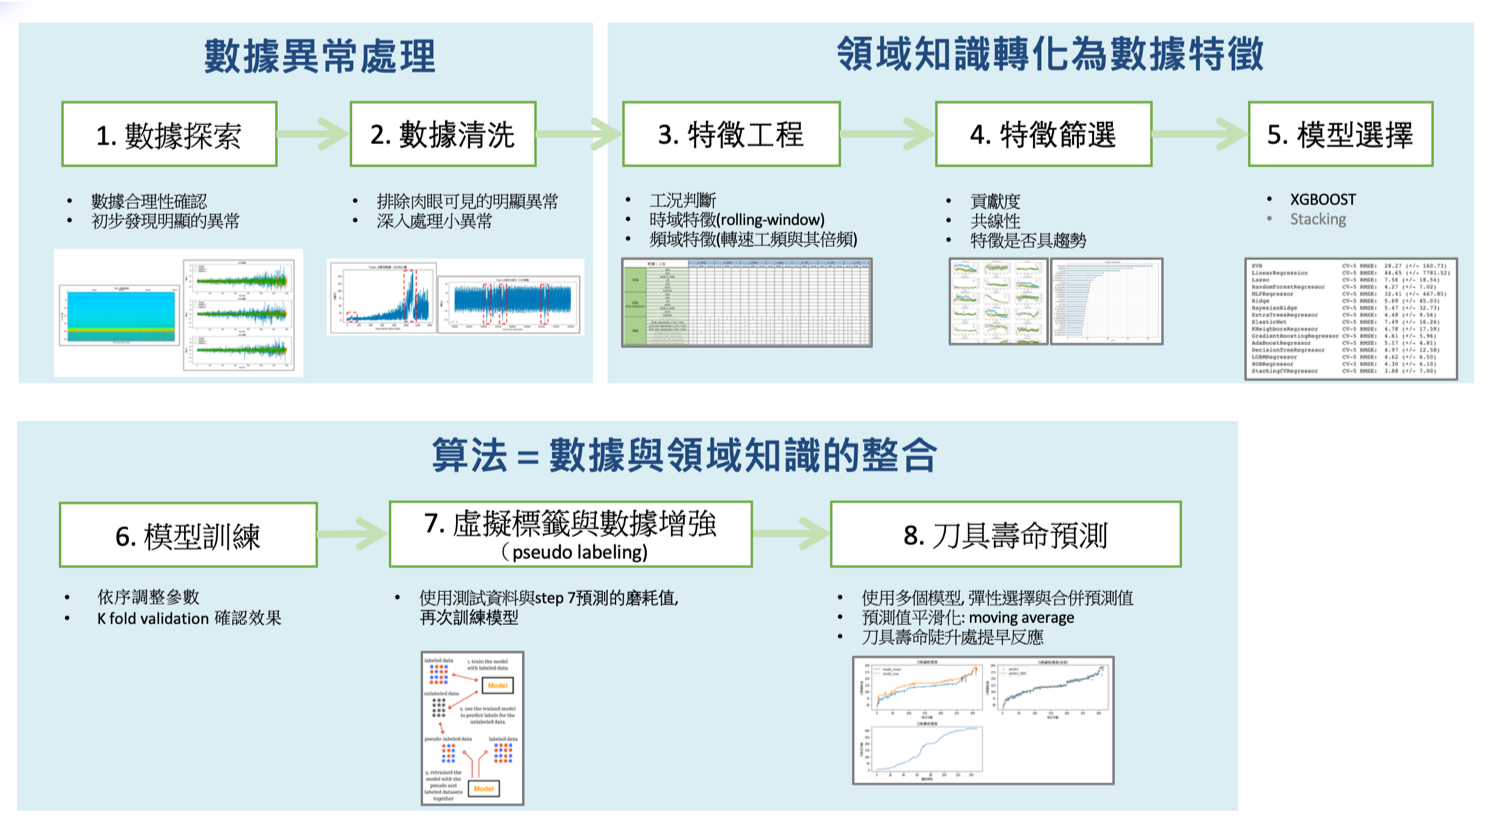 數據異常處理
領域知識轉化為數據特徵
1. 數據探索
2. 數據清洗
3. 特徵工程
4. 特徵篩選
5. 模型選擇
• 數據合理性確認
• 初步發現明顯的異常
• 排除肉眼可見的明顯異常
• 深入處理小異常
• 工況判斷
• 時域特徵(rolling-window)
• 頻域特徵(轉速工頻與其倍頻)
• 貢獻度
• 共線性
• 特徵是否具趨勢
• XGBOOST
• Stacking
SVR CV-5 RMSE: 28.27 (+/- 160.73)
LinearRegression CV-5 RMSE: 44.65 (+/- 7781.52)
Lasso CV-5 RMSE: 7.56 (+/- 18.54)
RandomForestRegressor CV-5 RMSE: 4.27 (+/- 7.02)
MLPRegressor CV-5 RMSE: 32.41 (+/- 467.85)
Ridge CV-5 RMSE: 5.69 (+/- 45.03)
BayesianRidge CV-5 RMSE: 5.47 (+/- 32.73)
ExtraTreesRegressor CV-5 RMSE: 4.48 (+/- 9.56)
ElasticNet CV-5 RMSE: 7.49 (+/- 16.26)
KNeighborsRegressor CV-5 RMSE: 4.78 (+/- 17.58)
GradientBoostingRegressor CV-5 RMSE: 4.61 (+/- 5.96)
AdaBoostRegressor CV-5 RMSE: 5.17 (+/- 4.81)
DecisionTreeRegressor CV-5 RMSE: 4.97 (+/- 12.58)
LGBMRegressor CV-5 RMSE: 4.62 (+/- 6.50)
XGBRegressor CV-5 RMSE: 4.30 (+/- 6.10)
StackingCVRegressor CV-5 RMSE: 3.88 (+/- 7.00)
算法 = 數據與領域知識的整合
6. 模型訓練
7. 虛擬標籤與數據增強
（pseudo labeling)
8. 刀具壽命預測
• 依序調整參數
• K fold validation 確認效果
• 使用測試資料與step 7預測的磨耗值,
再次訓練模型
• 使用多個模型, 彈性選擇與合併預測值
• 預測值平滑化: moving average
• 刀具壽命陡升處提早反應
labeled data
1. train the model
with labeled data
Model
unlabeled data
2. use the trained model
to predict labels for the
unlabeled data
pseudo-labeled data
labeled data
3. retrained the
model with the
pseudo and
labeled datasets
together
Model